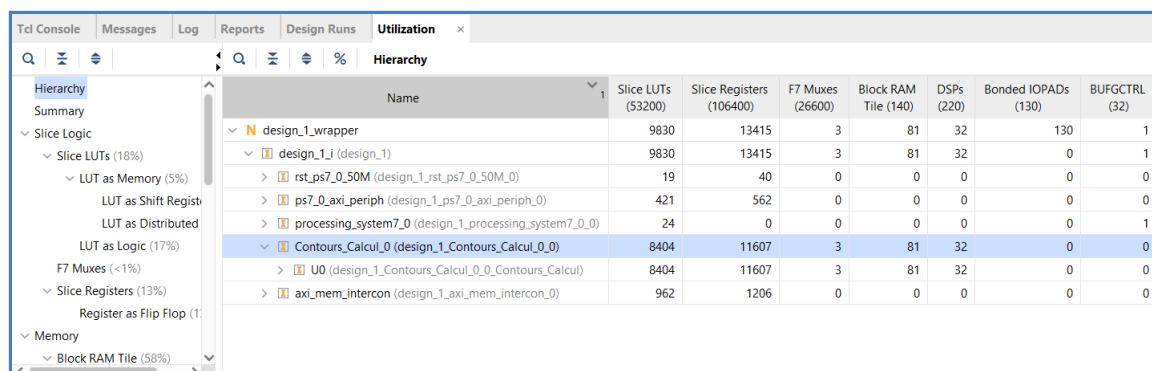 Tcl Console Messages Log Reports Design Runs Utilization ×
% Hierarchy
Hierarchy
Summary
Slice Logic
Slice LUTs (18%)
LUT as Memory (5%)
LUT as Shift Registe
LUT as Distributed
LUT as Logic (17%)
F7 Muxes (<1%)
Slice Registers (13%)
Register as Flip Flop (1
Memory
Block RAM Tile (58%)
Name 1 Slice LUTs (53200) Slice Registers (106400) F7 Muxes (26600) Block RAM Tile (140) DSPs (220) Bonded IOPADs (130) BUFGCTRL (32)
N design_1_wrapper 9830 13415 3 81 32 130 1
I design_1_i (design_1) 9830 13415 3 81 32 0 1
I rst_ps7_0_50M (design_1_rst_ps7_0_50M_0) 19 40 0 0 0 0 0
I ps7_0_axi_periph (design_1_ps7_0_axi_periph_0) 421 562 0 0 0 0 0
I processing_system7_0 (design_1_processing_system7_0_0) 24 0 0 0 0 0 1
I Contours_Calcul_0 (design_1_Contours_Calcul_0_0) 8404 11607 3 81 32 0 0
I U0 (design_1_Contours_Calcul_0_0_Contours_Calcul) 8404 11607 3 81 32 0 0
I axi_mem_intercon (design_1_axi_mem_intercon_0) 962 1206 0 0 0 0 0